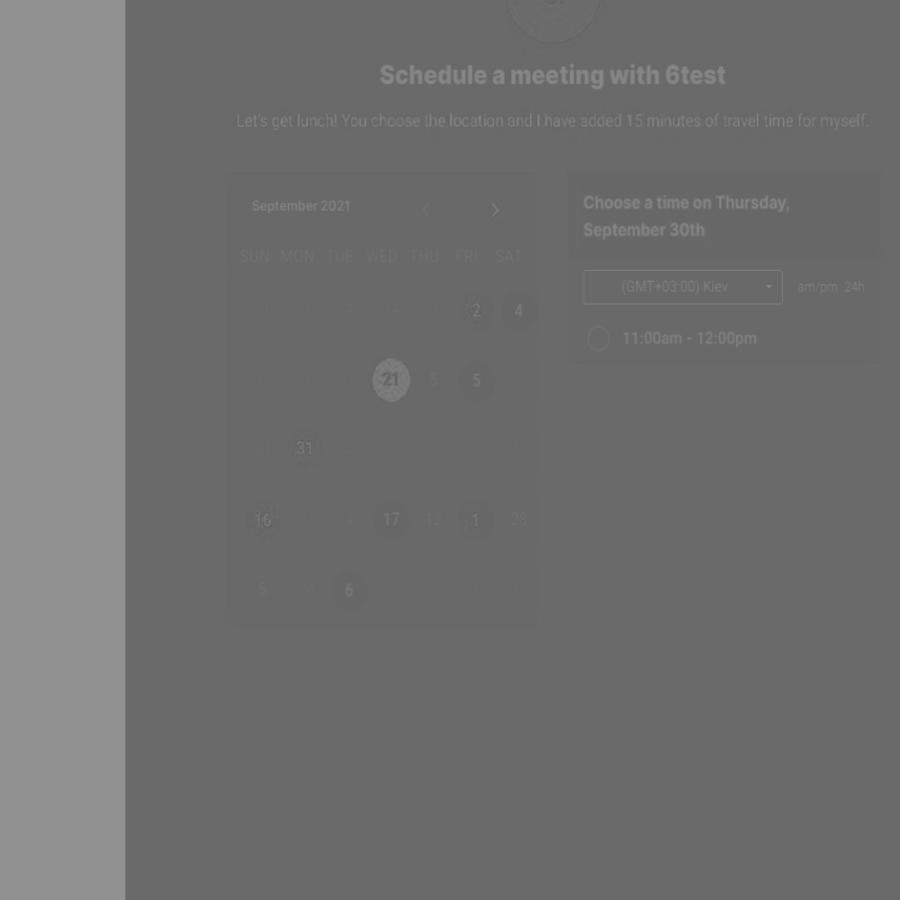 Schedule a meeting with 6test
Let's get lunch! You choose the location and I have added 15 minutes of travel time for myself.
September 2021
SUN MON TUE WED THU FRI SAT
2 4
21 5 5
31
16 17 12 1 28
5 6
Choose a time on Thursday,
September 30th
(GMT+03:00) Kiev
am/pm 24h
11:00am - 12:00pm